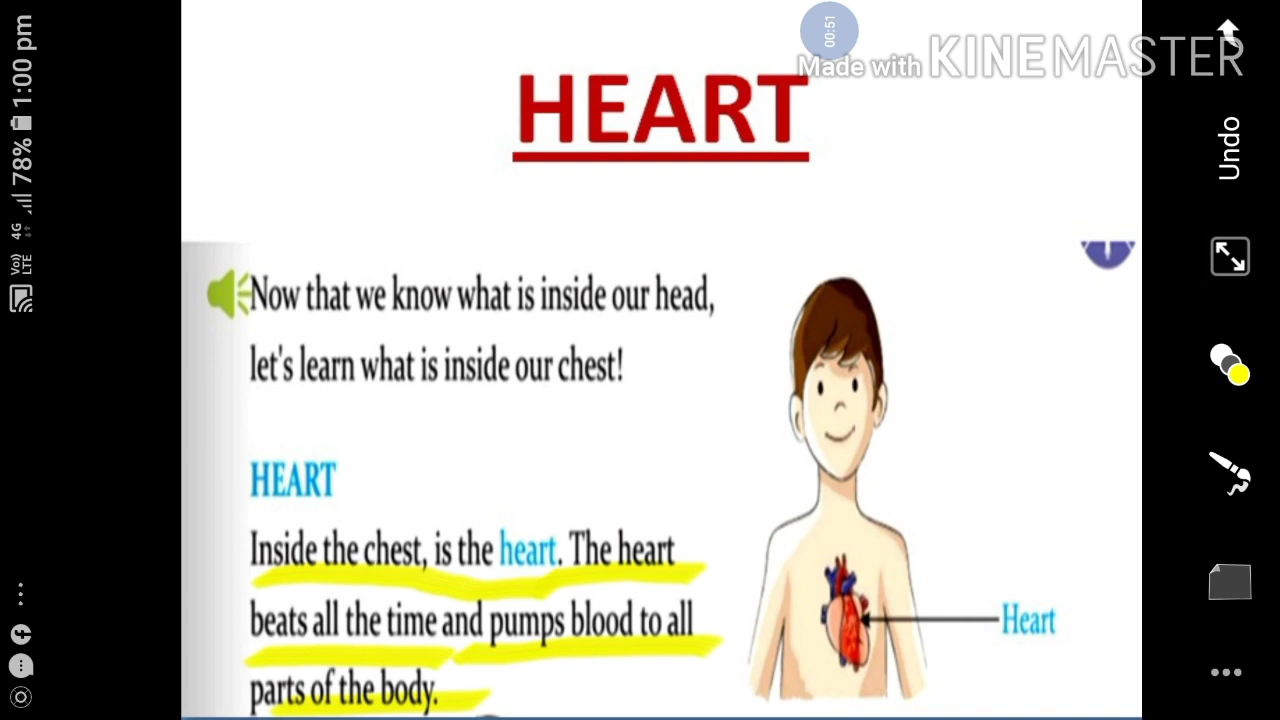 1:00 pm
78%
4G
Vo))
LTE
00:51
Made with KINEMASTER
Undo
HEART
Now that we know what is inside our head,
let's learn what is inside our chest!
HEART
Inside the chest, is the heart. The heart
beats all the time and pumps blood to all
parts of the body.
Heart